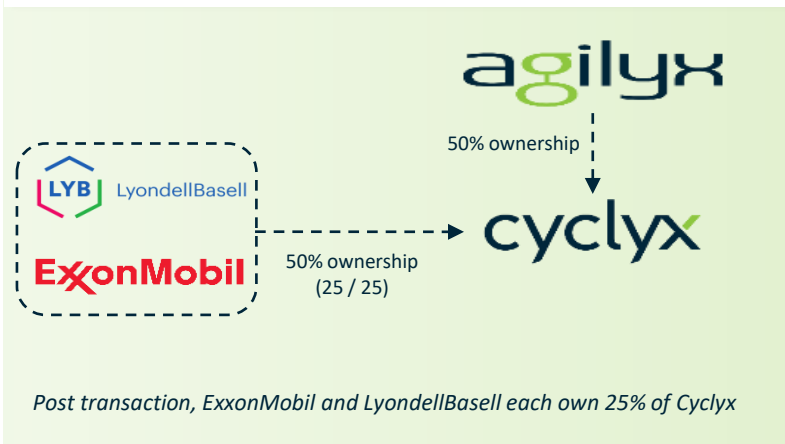 agilyx
50% ownership
LYB LyondellBasell
cyclyx
ExxonMobil
50% ownership
(25 / 25)
Post transaction, ExxonMobil and LyondellBasell each own 25% of Cyclyx